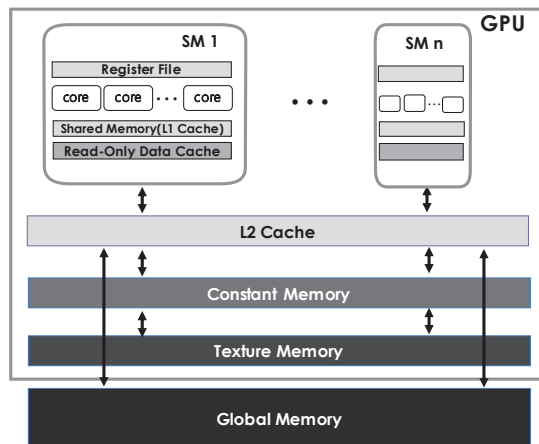 GPU
SM 1
Register File
core core ... core
Shared Memory(L1 Cache)
Read-Only Data Cache
...
SM n
...
L2 Cache
Constant Memory
Texture Memory
Global Memory